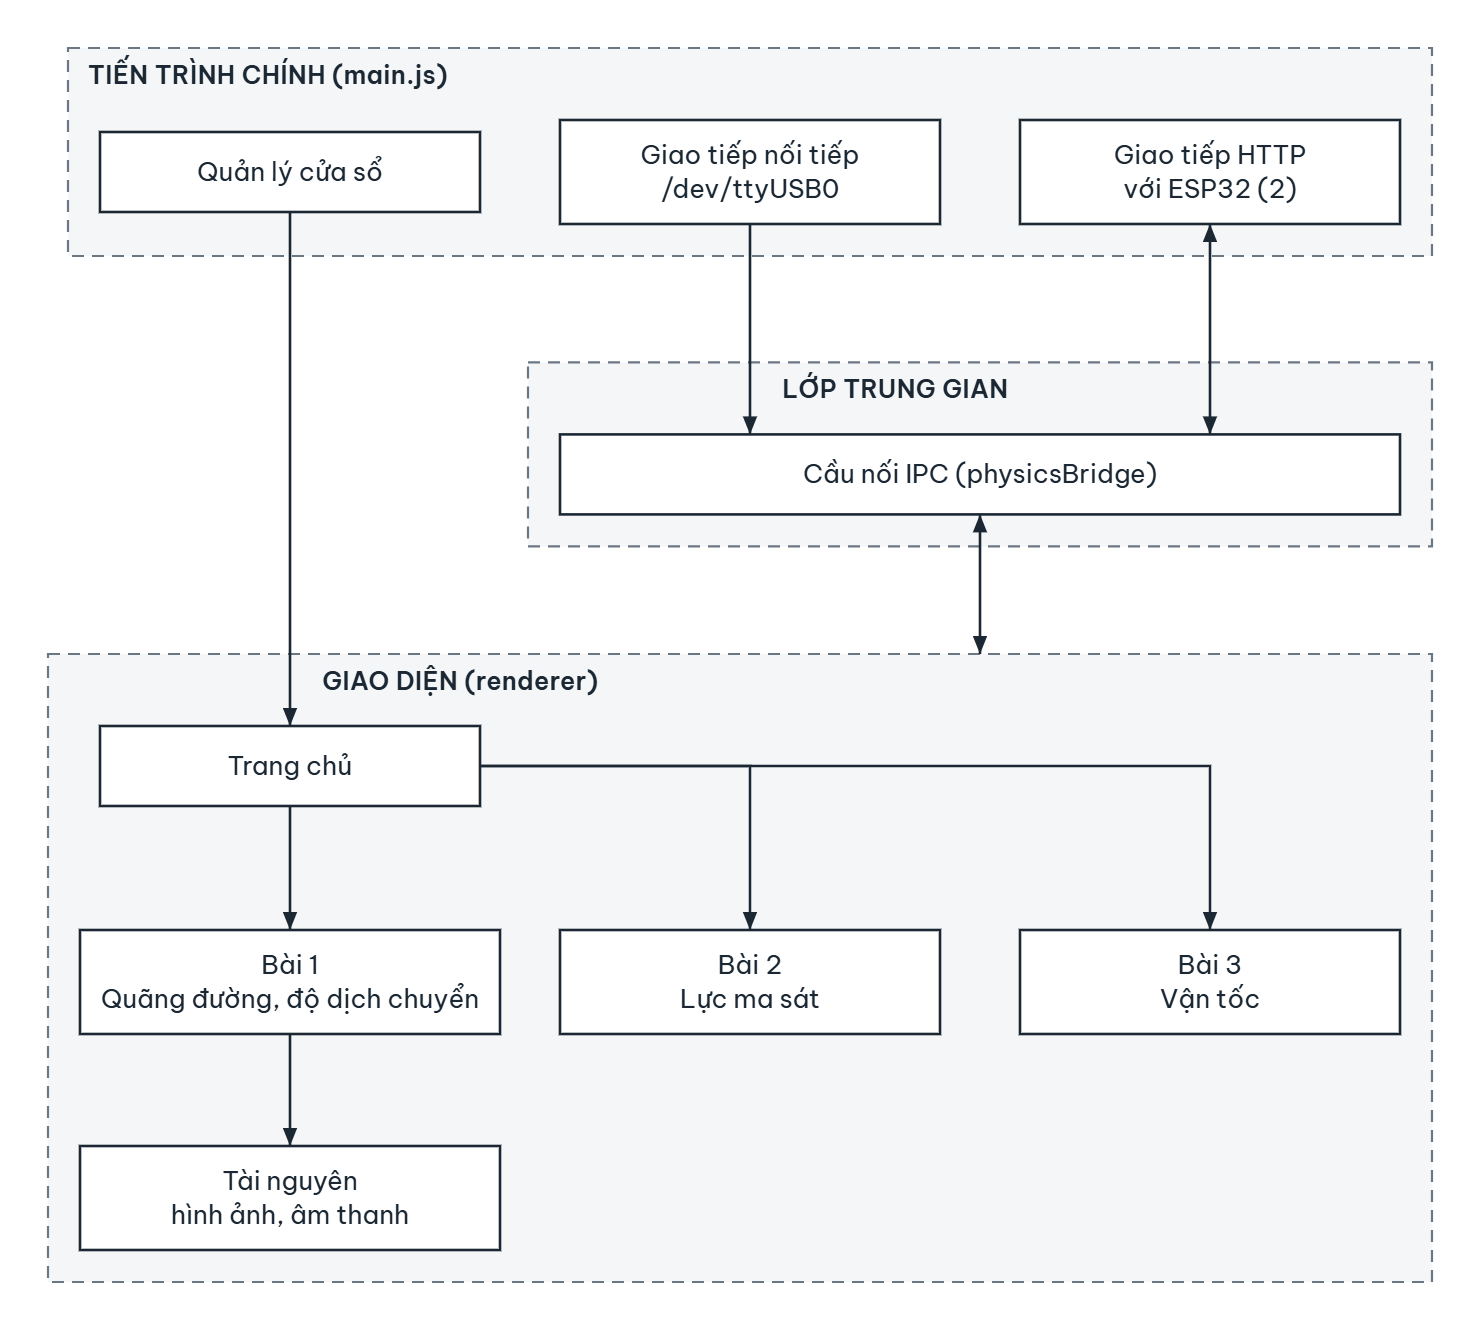 TIẾN TRÌNH CHÍNH (main.js)
Quản lý cửa sổ
Giao tiếp nối tiếp
/dev/ttyUSB0
Giao tiếp HTTP
với ESP32 (2)
LỚP TRUNG GIAN
Cầu nối IPC (physicsBridge)
GIAO DIỆN (renderer)
Trang chủ
Bài 1
Quãng đường, độ dịch chuyển
Bài 2
Lực ma sát
Bài 3
Vận tốc
Tài nguyên
hình ảnh, âm thanh